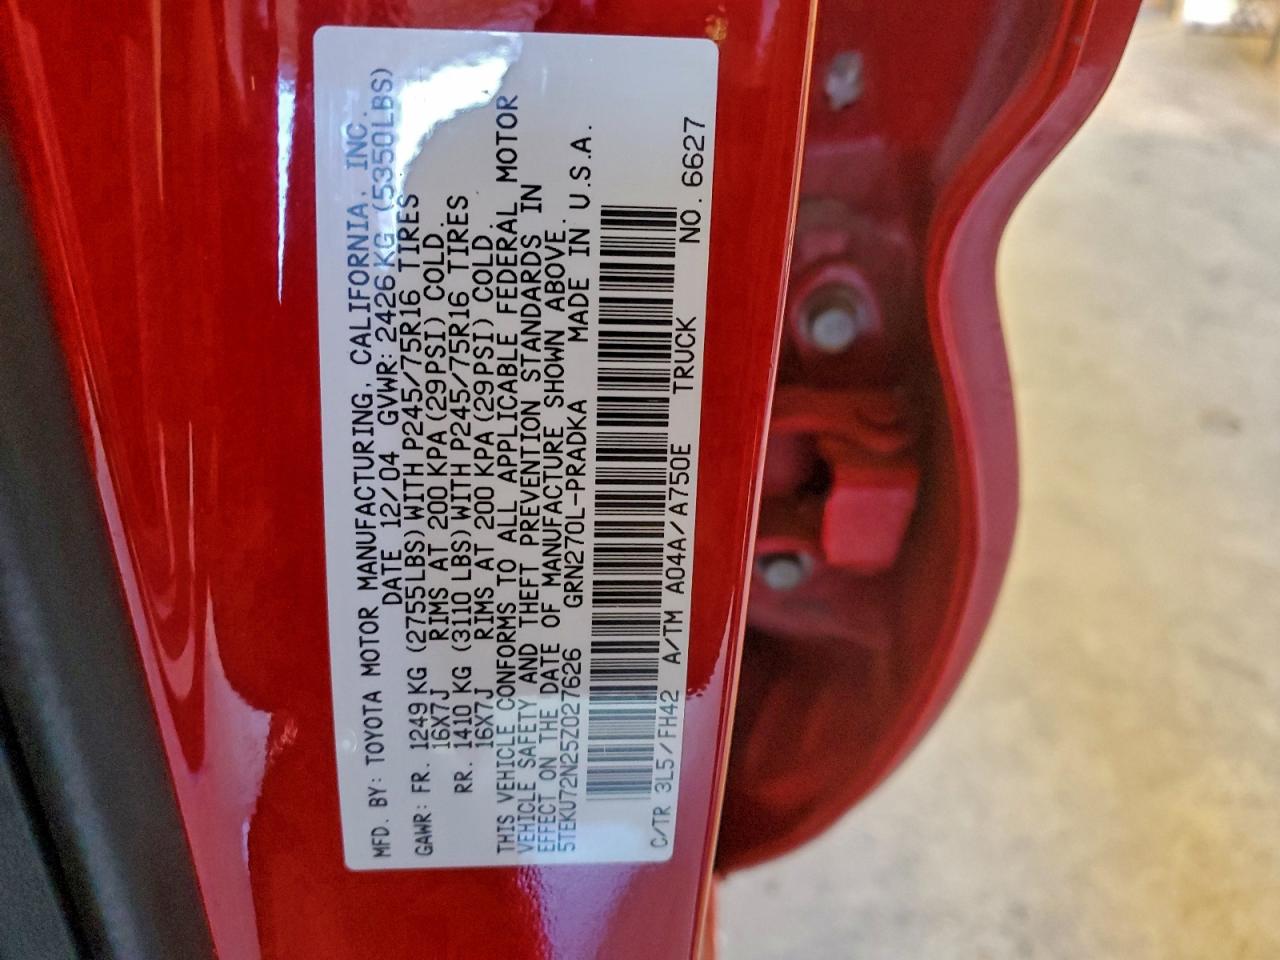 MFD. BY: TOYOTA MOTOR MANUFACTURING, CALIFORNIA, INC.
DATE 12/04 GVWR: 2426 KG (5350LBS)
GAWR: FR. 1249 KG (2755LBS) WITH P245/75R16 TIRES
16X7J RIMS AT 200 KPA (29PSI) COLD.
RR. 1410 KG (3110 LBS) WITH P245/75R16 TIRES
16X7J RIMS AT 200 KPA (29PSI) COLD.
THIS VEHICLE CONFORMS TO ALL APPLICABLE FEDERAL MOTOR
VEHICLE SAFETY AND THEFT PREVENTION STANDARDS IN
EFFECT ON THE DATE OF MANUFACTURE SHOWN ABOVE.
5TEKU72N25Z027626 GRN270L-PRADKA MADE IN U.S.A.
C/TR 3L5/FH42 A/TM A04A/A750E TRUCK NO. 6627